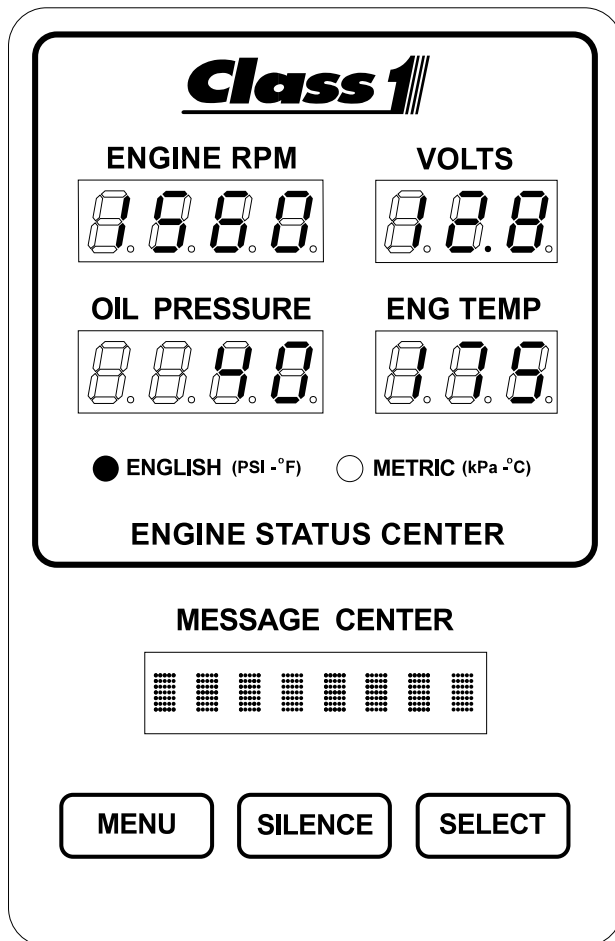 Class 1
ENGINE RPM VOLTS
1560 12.8
OIL PRESSURE ENG TEMP
40 175
ENGLISH (PSI -°F) METRIC (kPa -°C)
ENGINE STATUS CENTER
MESSAGE CENTER
MENU SILENCE SELECT